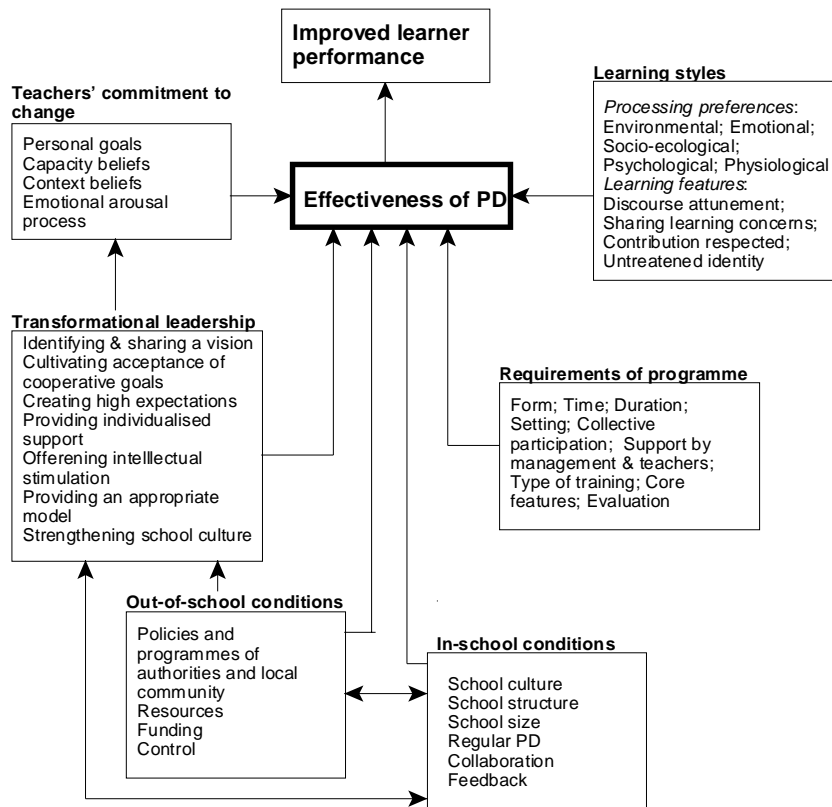 Improved learner
performance
Teachers' commitment to
change
Personal goals
Capacity beliefs
Context beliefs
Emotional arousal
process
Effectiveness of PD
Learning styles
Processing preferences:
Environmental; Emotional;
Socio-ecological;
Psychological; Physiological
Learning features:
Discourse attunement;
Sharing learning concerns;
Contribution respected;
Untreatened identity
Transformational leadership
Identifying & sharing a vision
Cultivating acceptance of
cooperative goals
Creating high expectations
Providing individualised
support
Offerening intelllectual
stimulation
Providing an appropriate
model
Strengthening school culture
Requirements of programme
Form; Time; Duration;
Setting; Collective
participation; Support by
management & teachers;
Type of training; Core
features; Evaluation
Out-of-school conditions
Policies and
programmes of
authorities and local
community
Resources
Funding
Control
In-school conditions
School culture
School structure
School size
Regular PD
Collaboration
Feedback